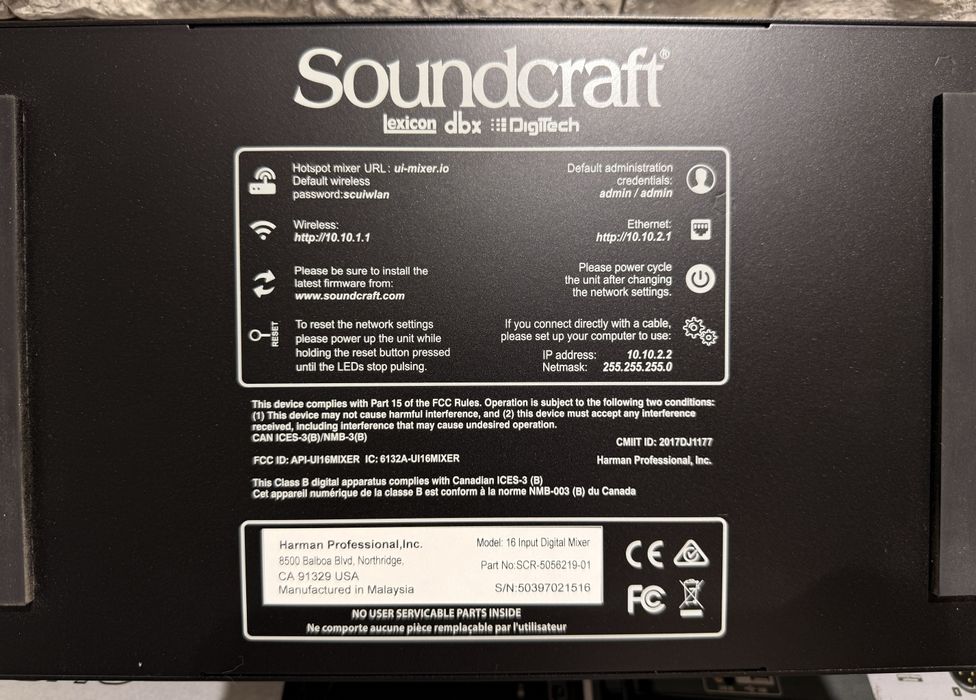 Soundcraft®
lexicon dbx DigiTech
Hotspot mixer URL: ui-mixer.io
Default wireless
password:scuiwlan
Default administration
credentials:
admin / admin
Wireless:
http://10.10.1.1
Ethernet:
http://10.10.2.1
Please be sure to install the
latest firmware from:
www.soundcraft.com
Please power cycle
the unit after changing
the network settings.
RESET
To reset the network settings
please power up the unit while
holding the reset button pressed
until the LEDs stop pulsing.
If you connect directly with a cable,
please set up your computer to use:
IP address: 10.10.2.2
Netmask: 255.255.255.0
This device complies with Part 15 of the FCC Rules. Operation is subject to the following two conditions:
(1) This device may not cause harmful interference, and (2) this device must accept any interference
received, including interference that may cause undesired operation.
CAN ICES-3(B)/NMB-3(B)
CMIIT ID: 2017DJ1177
FCC ID: API-UI16MIXER IC: 6132A-UI16MIXER
Harman Professional, Inc.
This Class B digital apparatus complies with Canadian ICES-3 (B)
Cet appareil numérique de la classe B est conform à la norme NMB-003 (B) du Canada
Harman Professional,Inc.
8500 Balboa Blvd, Northridge,
CA 91329 USA
Manufactured in Malaysia
Model: 16 Input Digital Mixer
Part No:SCR-5056219-01
S/N:50397021516
CE
FC
NO USER SERVICABLE PARTS INSIDE
Ne comporte aucune pièce remplaçable par l'utilisateur